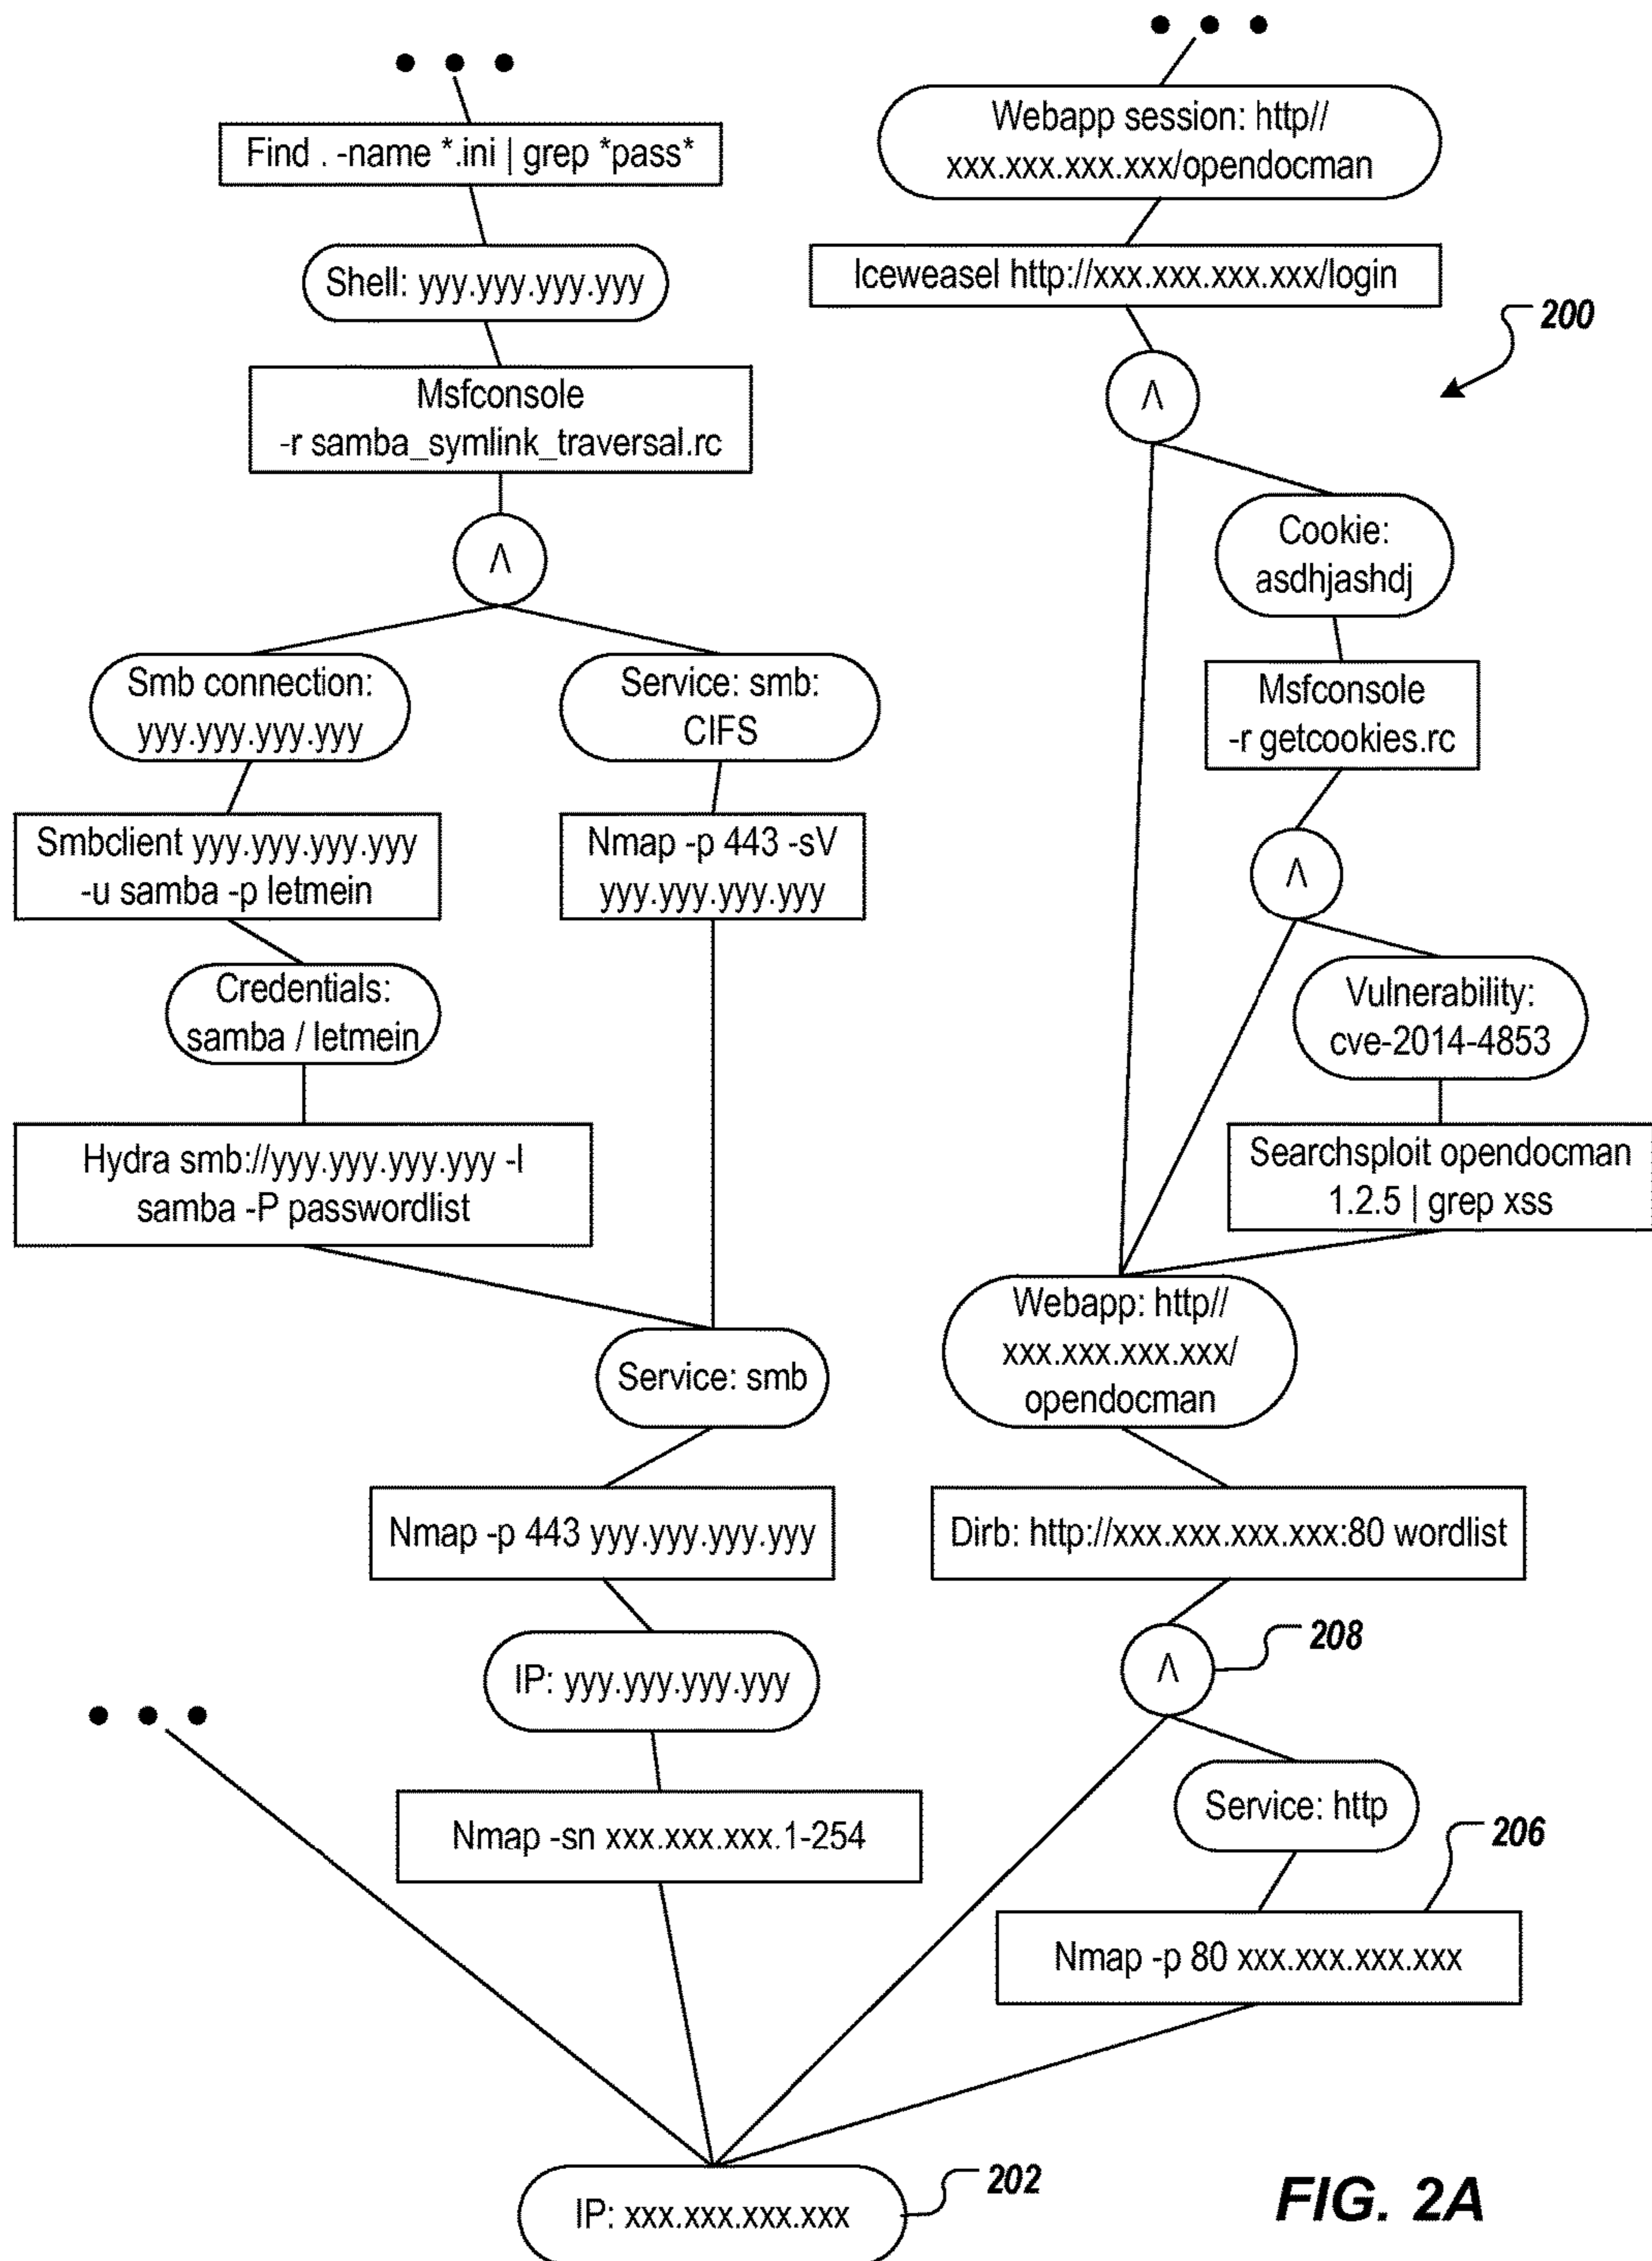 Webapp session: http//
xxx.xxx.xxx.xxx/opendocman
Find . -name *.ini | grep *pass*
Iceweasel http://xxx.xxx.xxx.xxx/login
Shell: yyy.yyy.yyy.yyy
200
Msfconsole
-r samba_symlink_traversal.rc
Λ
Cookie:
asdhjashdj
Λ
Smb connection:
yyy.yyy.yyy.yyy
Service: smb:
CIFS
Msfconsole
-r getcookies.rc
Smbclient yyy.yyy.yyy.yyy
-u samba -p letmein
Nmap -p 443 -sV
yyy.yyy.yyy.yyy
Λ
Credentials:
samba / letmein
Vulnerability:
cve-2014-4853
Hydra smb://yyy.yyy.yyy.yyy -l
samba -P passwordlist
Searchsploit opendocman
1.2.5 | grep xss
Webapp: http//
xxx.xxx.xxx.xxx/
opendocman
Service: smb
Nmap -p 443 yyy.yyy.yyy.yyy
Dirb: http://xxx.xxx.xxx.xxx:80 wordlist
Λ
208
IP: yyy.yyy.yyy.yyy
Service: http
Nmap -sn xxx.xxx.xxx.1-254
206
Nmap -p 80 xxx.xxx.xxx.xxx
202
IP: xxx.xxx.xxx.xxx
FIG. 2A